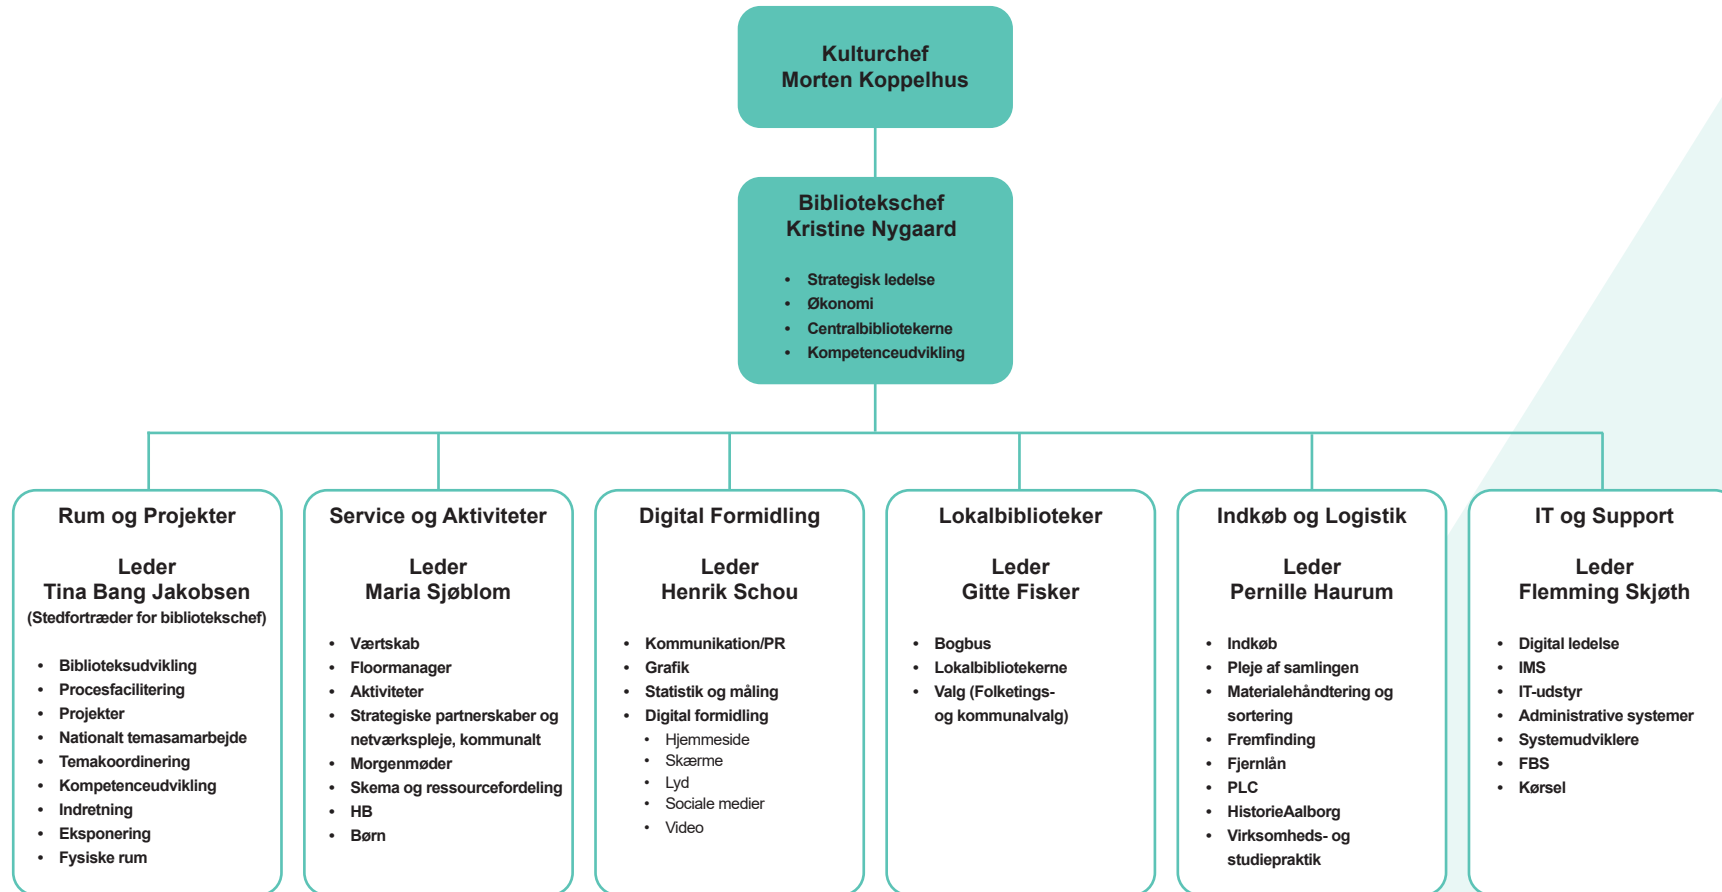 Kulturchef
Morten Koppelhus
Bibliotekschef
Kristine Nygaard
• Strategisk ledelse
• Økonomi
• Centralbibliotekerne
• Kompetenceudvikling
Rum og Projekter
Leder
Tina Bang Jakobsen
(Stedfortræder for bibliotekschef)
• Biblioteksudvikling
• Procesfacilitering
• Projekter
• Nationalt temasamarbejde
• Temakoordinering
• Kompetenceudvikling
• Indretning
• Eksponering
• Fysiske rum
Service og Aktiviteter
Leder
Maria Sjøblom
• Værtskab
• Floormanager
• Aktiviteter
• Strategiske partnerskaber og
netværkspleje, kommunalt
• Morgenmøder
• Skema og ressourcefordeling
• HB
• Børn
Digital Formidling
Leder
Henrik Schou
• Kommunikation/PR
• Grafik
• Statistik og måling
• Digital formidling
• Hjemmeside
• Skærme
• Lyd
• Sociale medier
• Video
Lokalbiblioteker
Leder
Gitte Fisker
• Bogbus
• Lokalbibliotekerne
• Valg (Folketings-
og kommunalvalg)
Indkøb og Logistik
Leder
Pernille Haurum
• Indkøb
• Pleje af samlingen
• Materialehåndtering og
sortering
• Fremfinding
• Fjernlån
• PLC
• HistorieAalborg
• Virksomheds- og
studiepraktik
IT og Support
Leder
Flemming Skjøth
• Digital ledelse
• IMS
• IT-udstyr
• Administrative systemer
• Systemudviklere
• FBS
• Kørsel